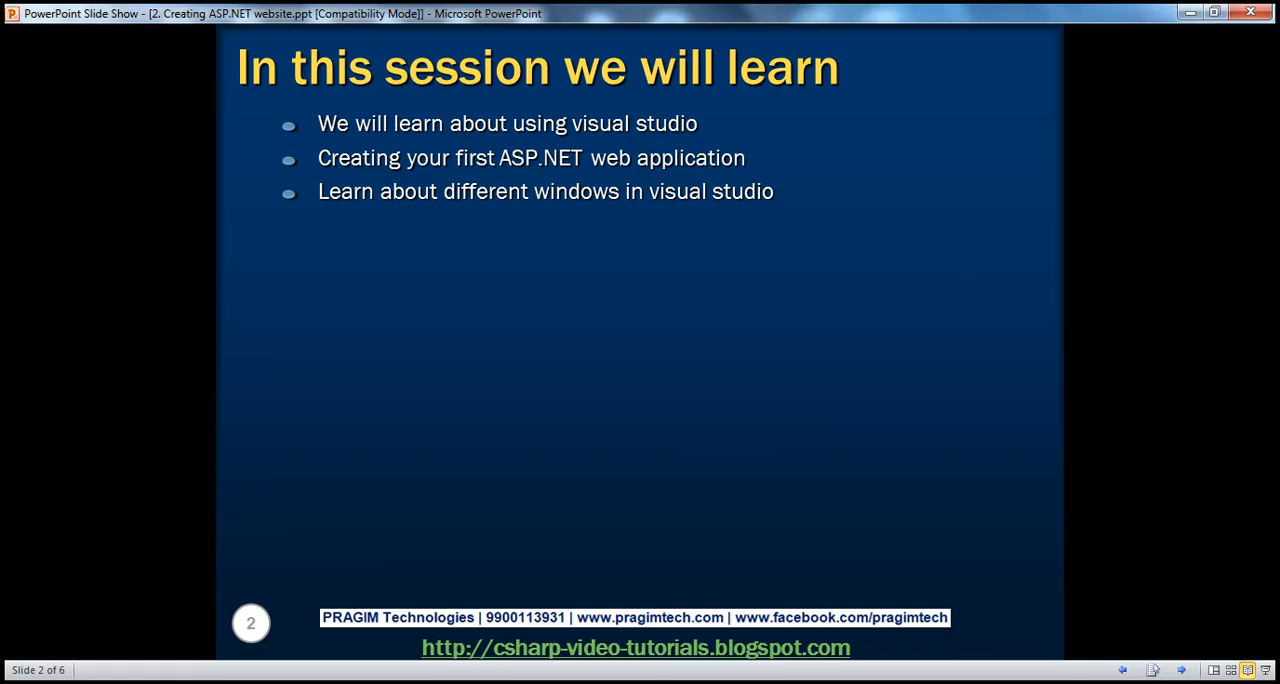 PowerPoint Slide Show - [2. Creating ASP.NET website.ppt [Compatibility Mode]] - Microsoft PowerPoint
In this session we will learn
We will learn about using visual studio
Creating your first ASP.NET web application
Learn about different windows in visual studio
2
PRAGIM Technologies | 9900113931 | www.pragimtech.com | www.facebook.com/pragimtech
http://csharp-video-tutorials.blogspot.com
Slide 2 of 6